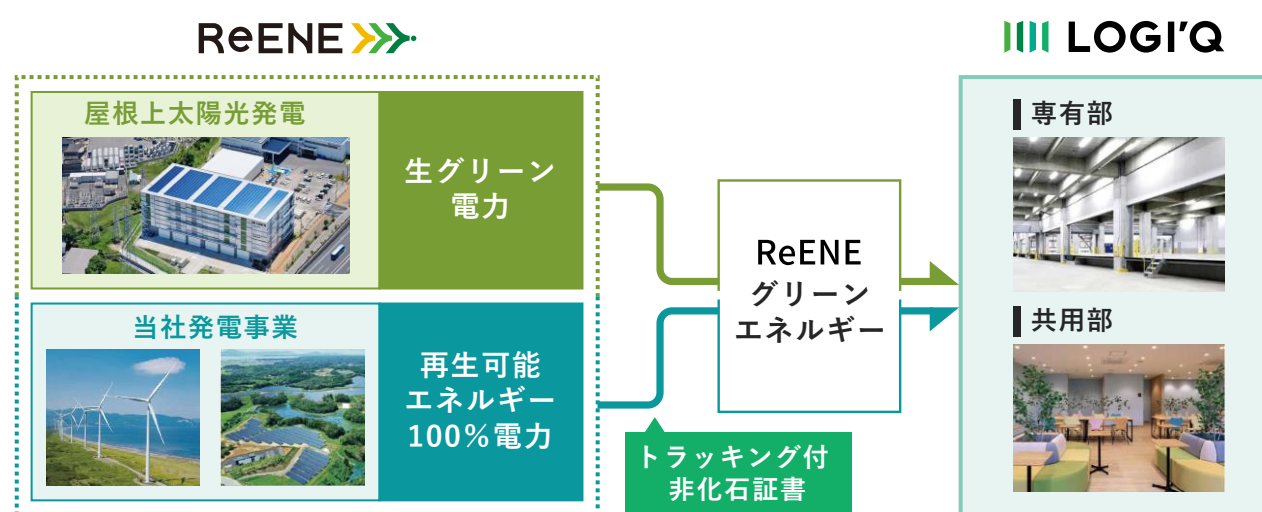 ReENE
LOGI'Q
屋根上太陽光発電
生グリーン
電力
当社発電事業
再生可能
エネルギー
100%電力
トラッキング付
非化石証書
ReENE
グリーン
エネルギー
専有部
共用部